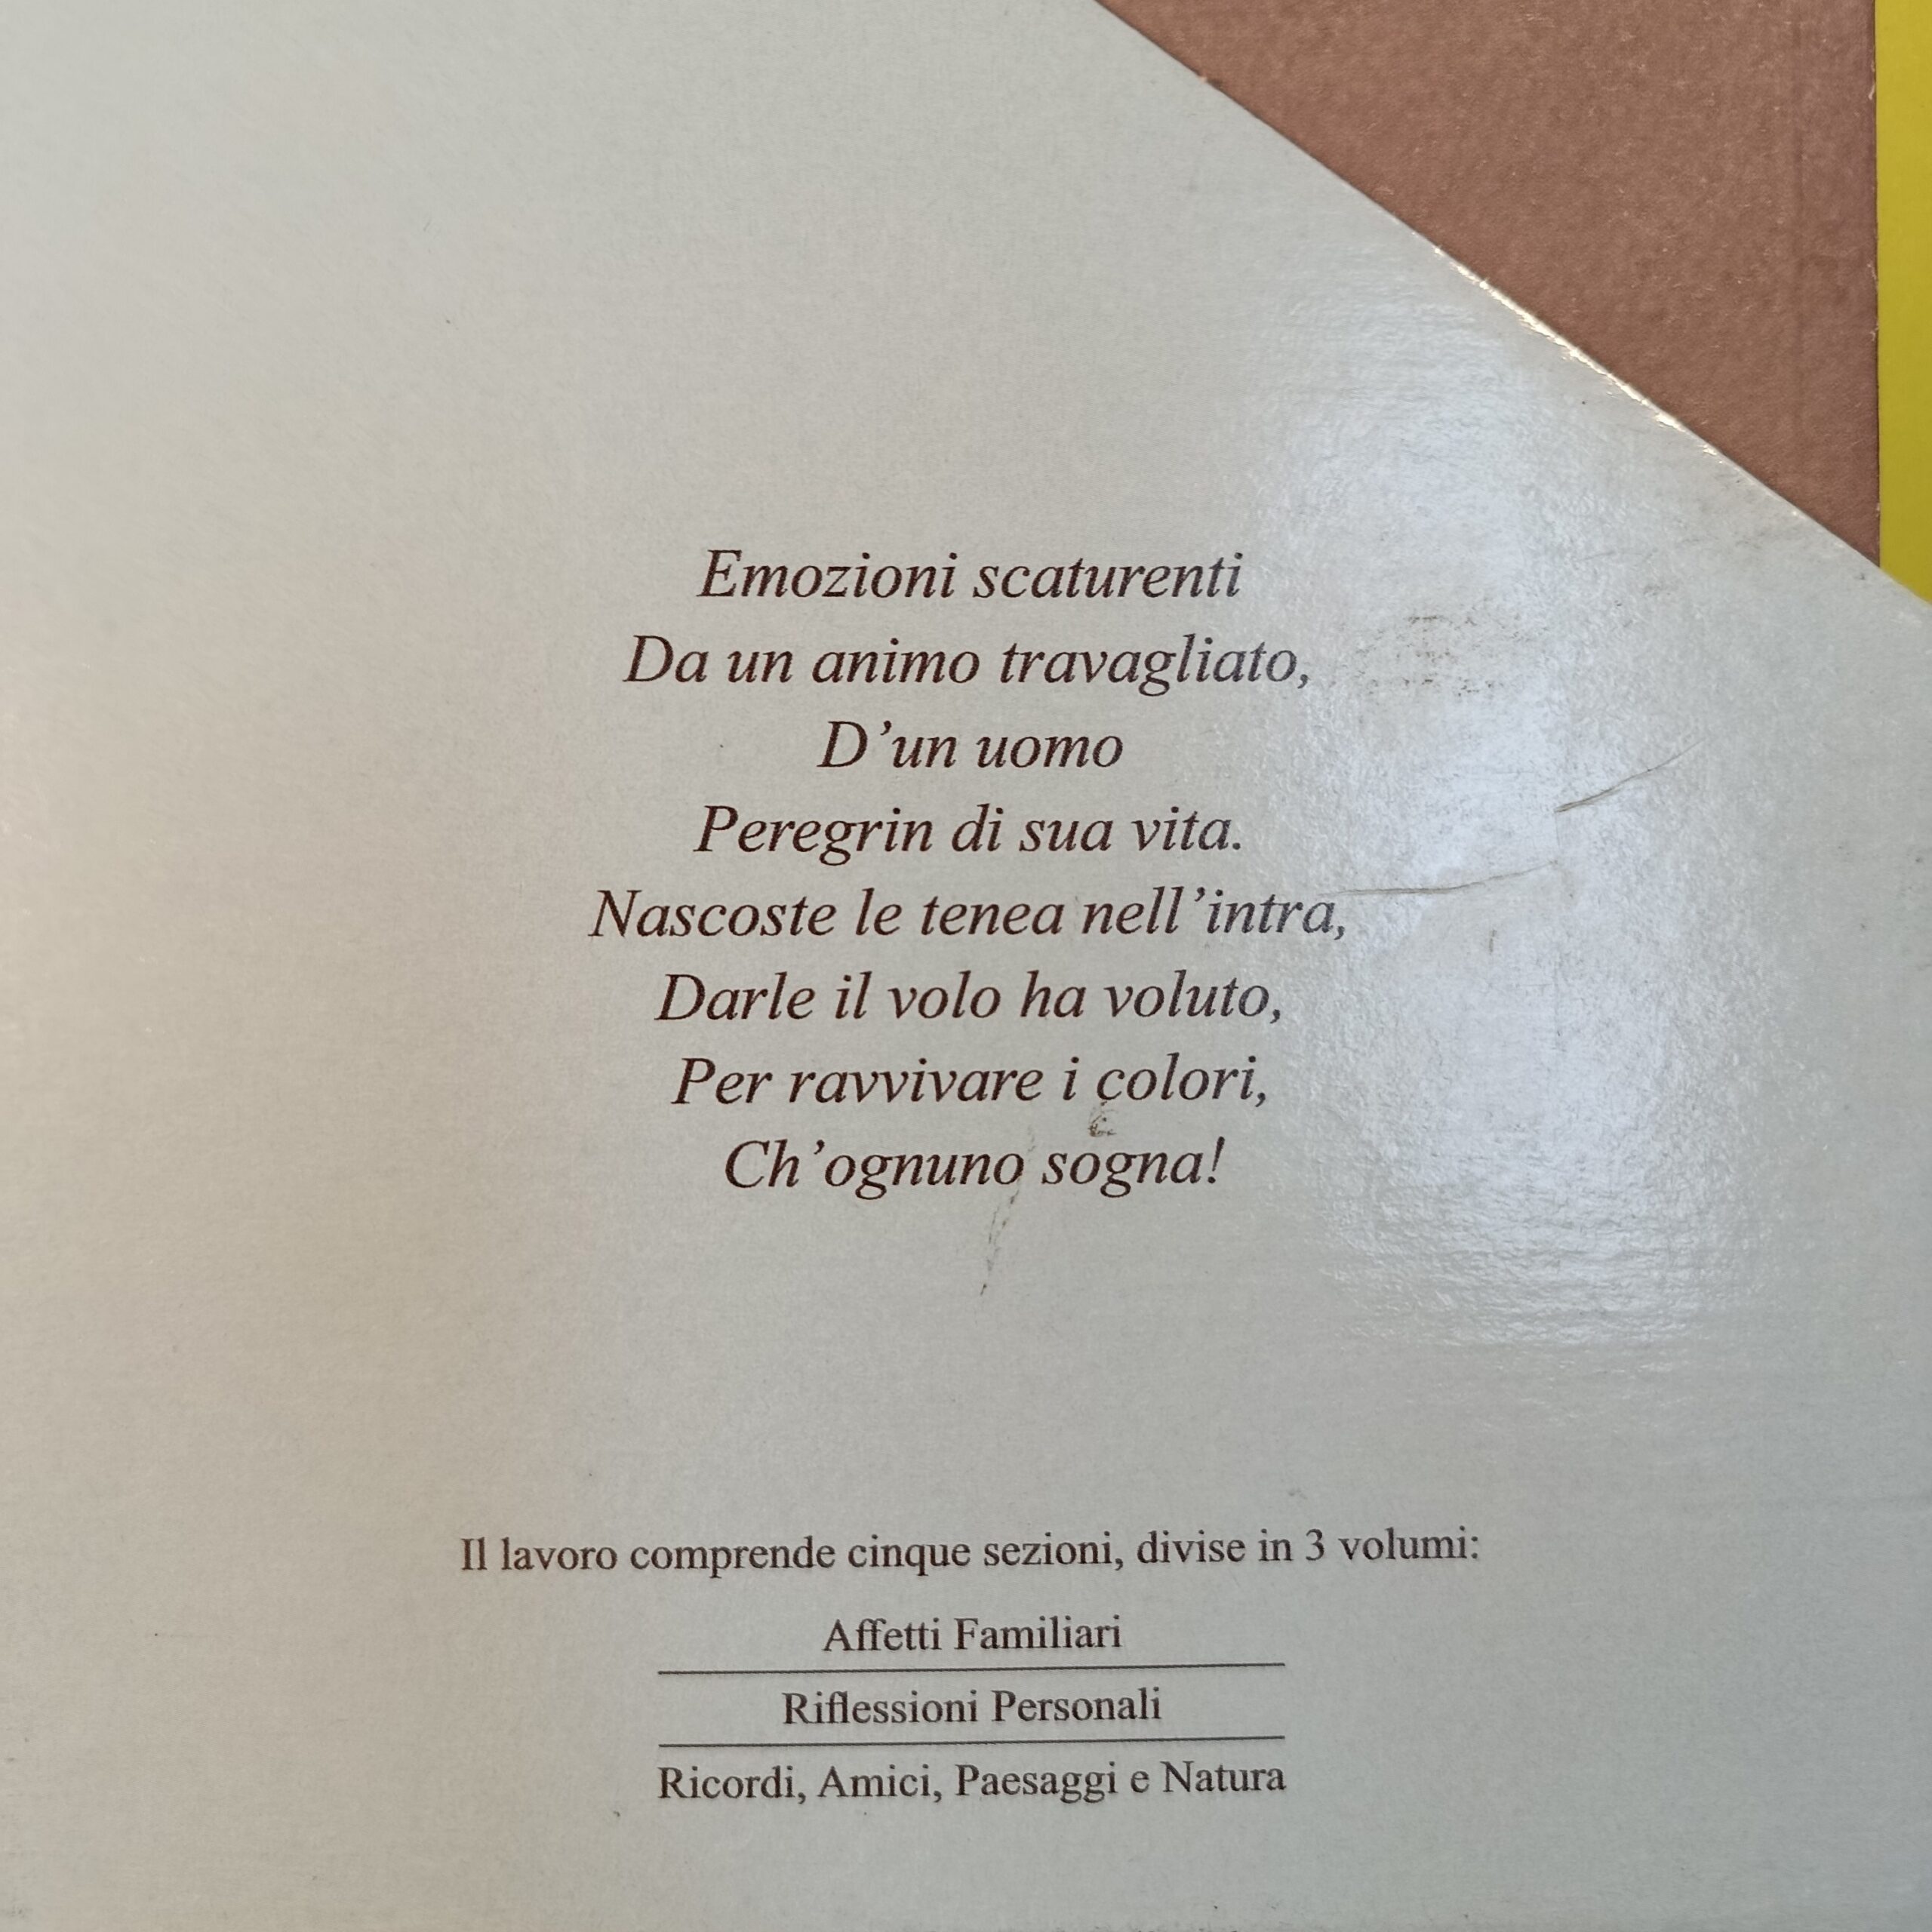 Emozioni scaturenti
Da un animo travagliato,
D’un uomo
Peregrin di sua vita.
Nascoste le tenea nell’intra,
Darle il volo ha voluto,
Per ravvivare i colori,
Ch’ognuno sogna!
Il lavoro comprende cinque sezioni, divise in 3 volumi:
Affetti Familiari
Riflessioni Personali
Ricordi, Amici, Paesaggi e Natura